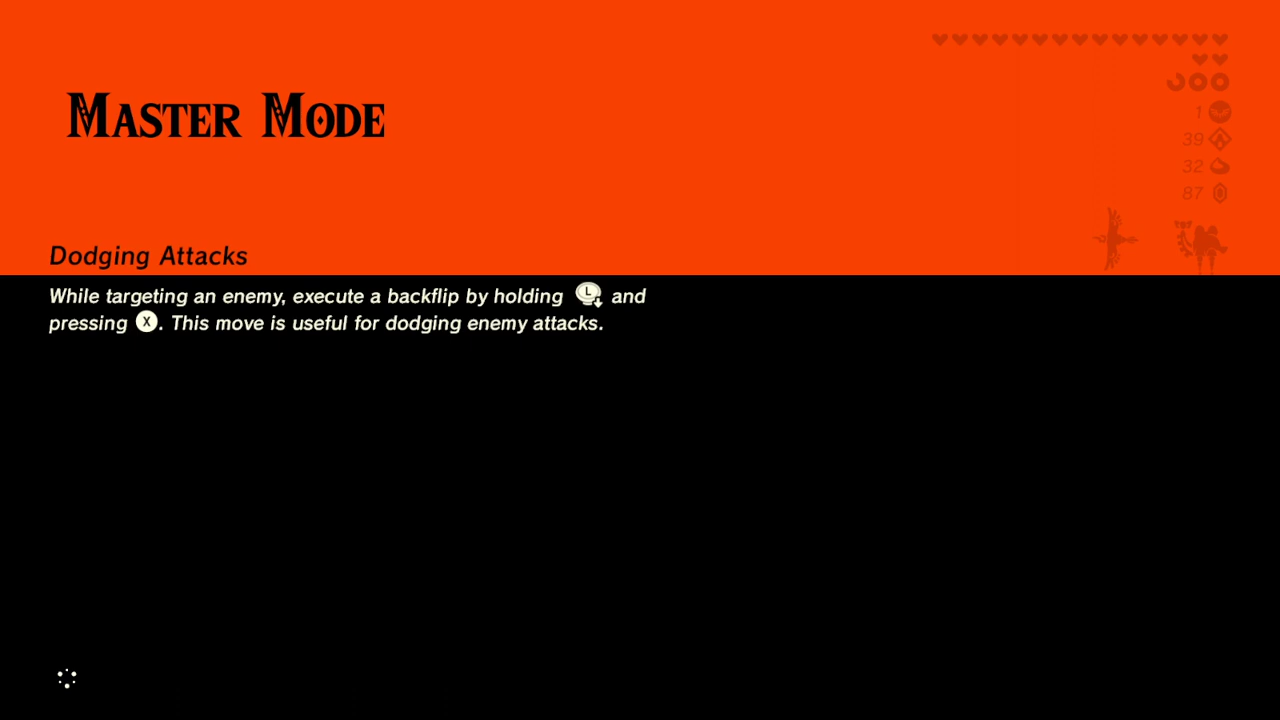 Master Mode
1
39
32
87
Dodging Attacks
While targeting an enemy, execute a backflip by holding L and
pressing X. This move is useful for dodging enemy attacks.